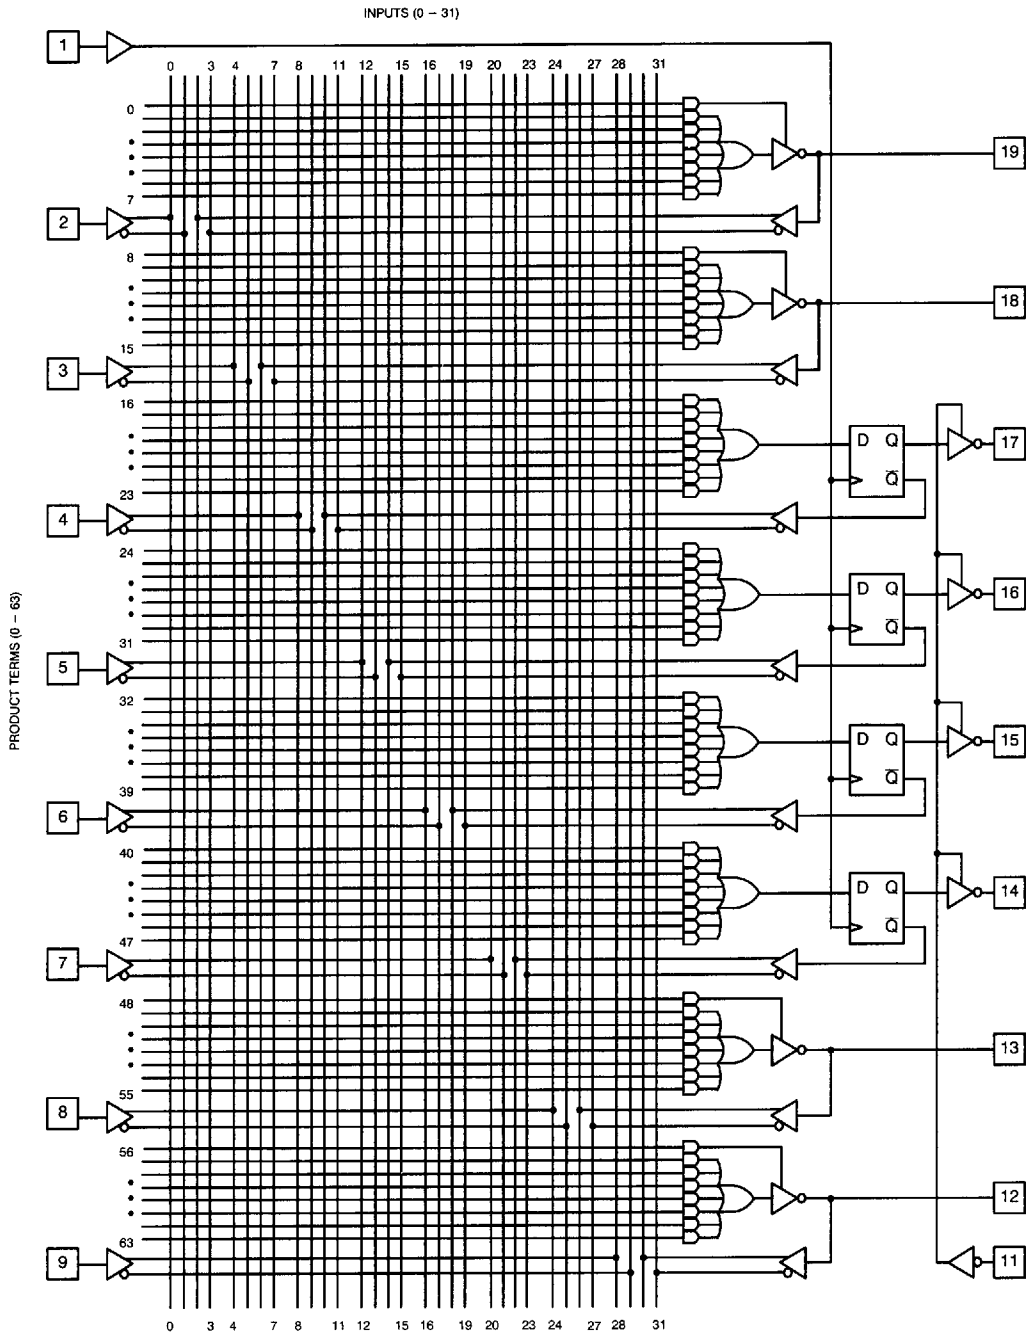 INPUTS (0 – 31)
1
0 3 4 7 8 11 12 15 16 19 20 23 24 27 28 31
0
19
7
2
8
18
15
3
16
D Q
17
Q̅
23
4
24
D Q
16
Q̅
31
5
PRODUCT TERMS (0 – 63)
32
D Q
15
Q̅
39
6
40
D Q
14
Q̅
47
7
48
13
55
8
56
12
63
9
11
0 3 4 7 8 11 12 15 16 19 20 23 24 27 28 31